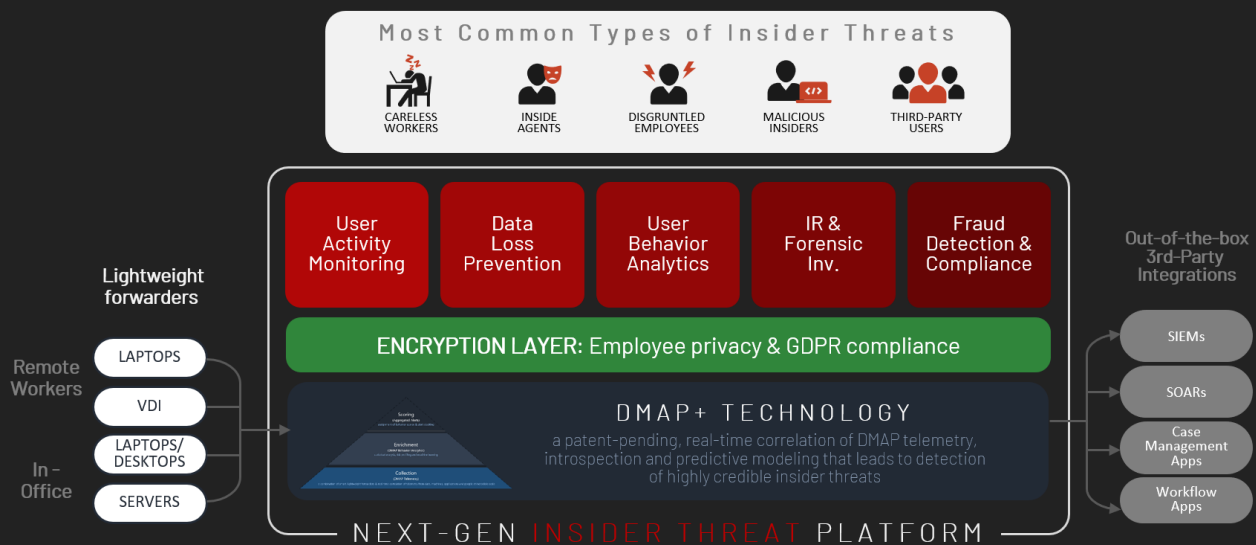 Most Common Types of Insider Threats
CARELESS
WORKERS
INSIDE
AGENTS
DISGRUNTLED
EMPLOYEES
MALICIOUS
INSIDERS
THIRD-PARTY
USERS
User
Activity
Monitoring
Data
Loss
Prevention
User
Behavior
Analytics
IR &
Forensic
Inv.
Fraud
Detection &
Compliance
Lightweight
forwarders
Remote
Workers
In -
Office
LAPTOPS
VDI
LAPTOPS/
DESKTOPS
SERVERS
ENCRYPTION LAYER: Employee privacy & GDPR compliance
Scoring
Enrichment
Collection
DMAP+ TECHNOLOGY
a patent-pending, real-time correlation of DMAP telemetry,
introspection and predictive modeling that leads to detection
of highly credible insider threats
Out-of-the-box
3rd-Party
Integrations
SIEMs
SOARs
Case
Management
Apps
Workflow
Apps
NEXT-GEN INSIDER THREAT PLATFORM